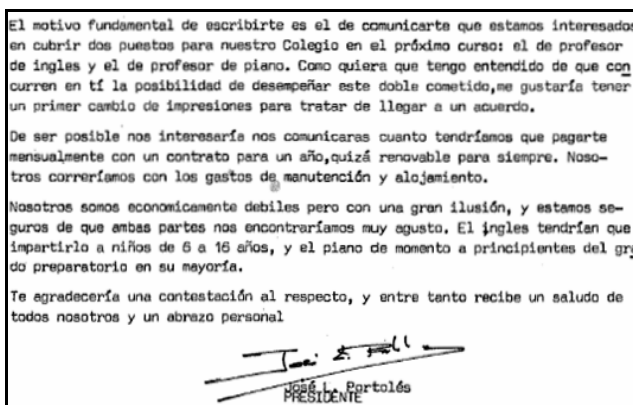 El motivo fundamental de escribirte es el de comunicarte que estamos interesados
en cubrir dos puestos para nuestro Colegio en el próximo curso: el de profesor
de ingles y el de profesor de piano. Como quiera que tengo entendido de que con
curren en tí la posibilidad de desempeñar este doble cometido,me gustaría tener
un primer cambio de impresiones para tratar de llegar a un acuerdo.
De ser posible nos interesaría nos comunicaras cuanto tendríamos que pagarte
mensualmente con un contrato para un año,quizá renovable para siempre. Noso-
tros correríamos con los gastos de manutención y alojamiento.
Nosotros somos economicamente debiles pero con una gran ilusión, y estamos se-
guros de que ambas partes nos encontraríamos muy agusto. El ingles tendrían que
impartirlo a niños de 6 a 16 años, y el piano de momento a principientes del gra
do preparatorio en su mayoría.
Te agradecería una contestación al respecto, y entre tanto recibe un saludo de
todos nosotros y un abrazo personal
José L. Portolés
PRESIDENTE